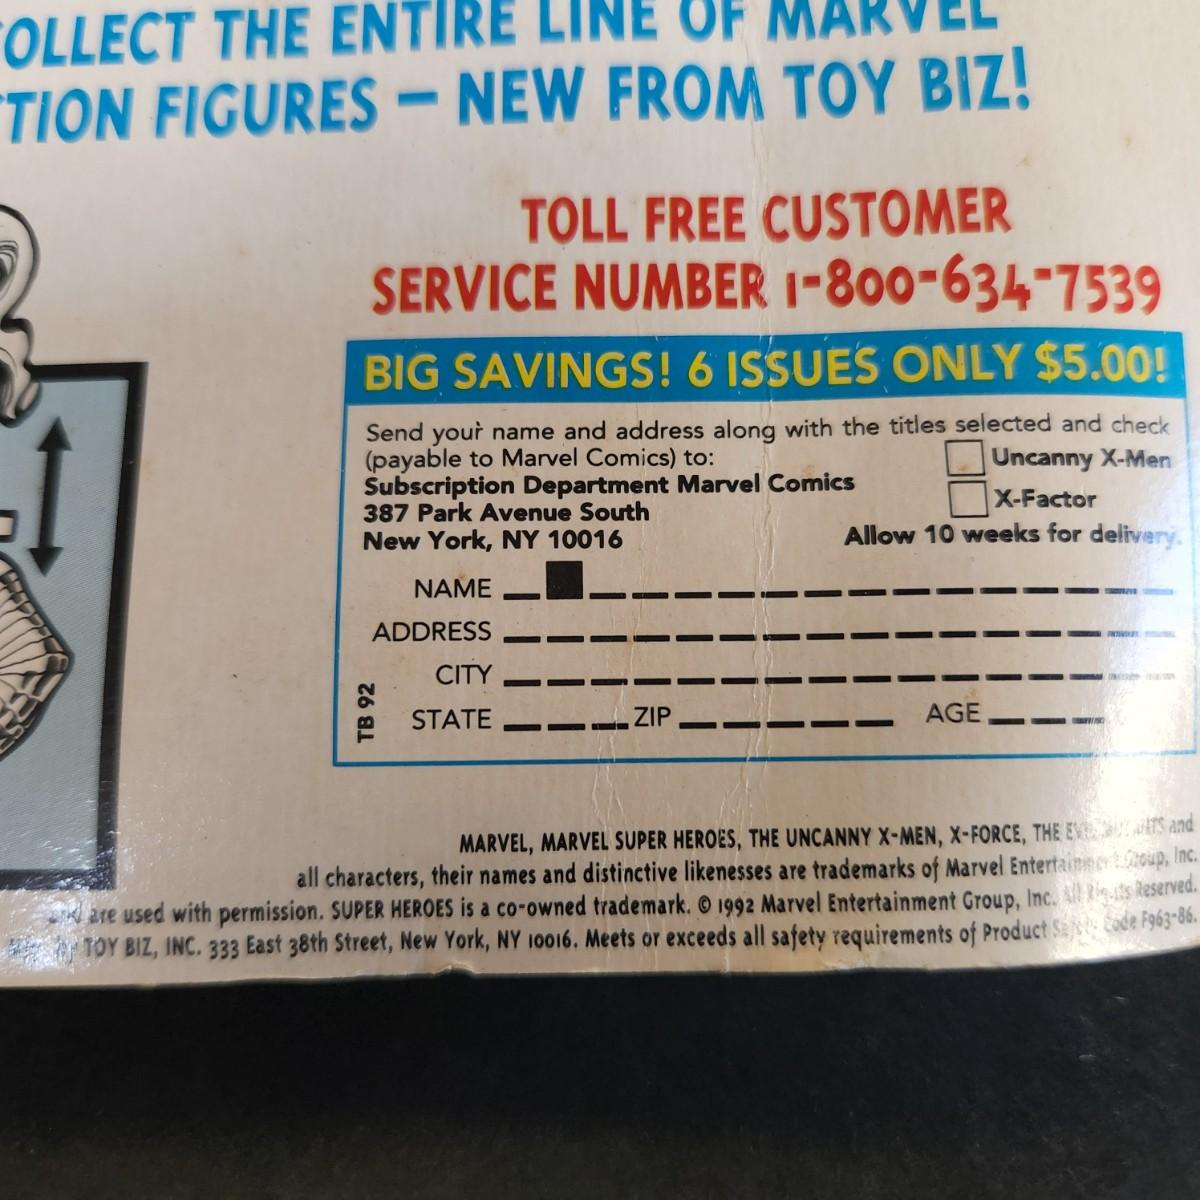 OLLECT THE ENTIRE LINE OF MARVEL
TION FIGURES – NEW FROM TOY BIZ!
TOLL FREE CUSTOMER
SERVICE NUMBER 1-800-634-7539
BIG SAVINGS! 6 ISSUES ONLY $5.00!
Send your name and address along with the titles selected and check
(payable to Marvel Comics) to:
Uncanny X-Men
Subscription Department Marvel Comics
X-Factor
387 Park Avenue South
New York, NY 10016
Allow 10 weeks for delivery.
NAME
ADDRESS
CITY
STATE ZIP AGE
TB 92
MARVEL, MARVEL SUPER HEROES, THE UNCANNY X-MEN, X-FORCE, THE and
all characters, their names and distinctive likenesses are trademarks of Marvel Entertainment Group, Inc.
and are used with permission. SUPER HEROES is a co-owned trademark. © 1992 Marvel Entertainment Group, Inc. All Rights Reserved.
TOY BIZ, INC. 333 East 38th Street, New York, NY 10016. Meets or exceeds all safety requirements of Product Safety Code F963-86.